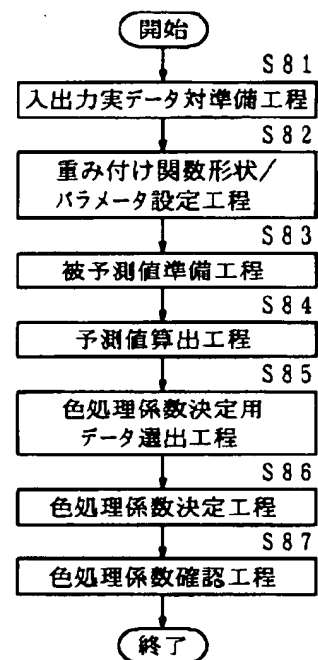 開始
S81
入出力実データ対準備工程
S82
重み付け関数形状/
パラメータ設定工程
S83
被予測値準備工程
S84
予測値算出工程
S85
色処理係数決定用
データ選出工程
S86
色処理係数決定工程
S87
色処理係数確認工程
終了